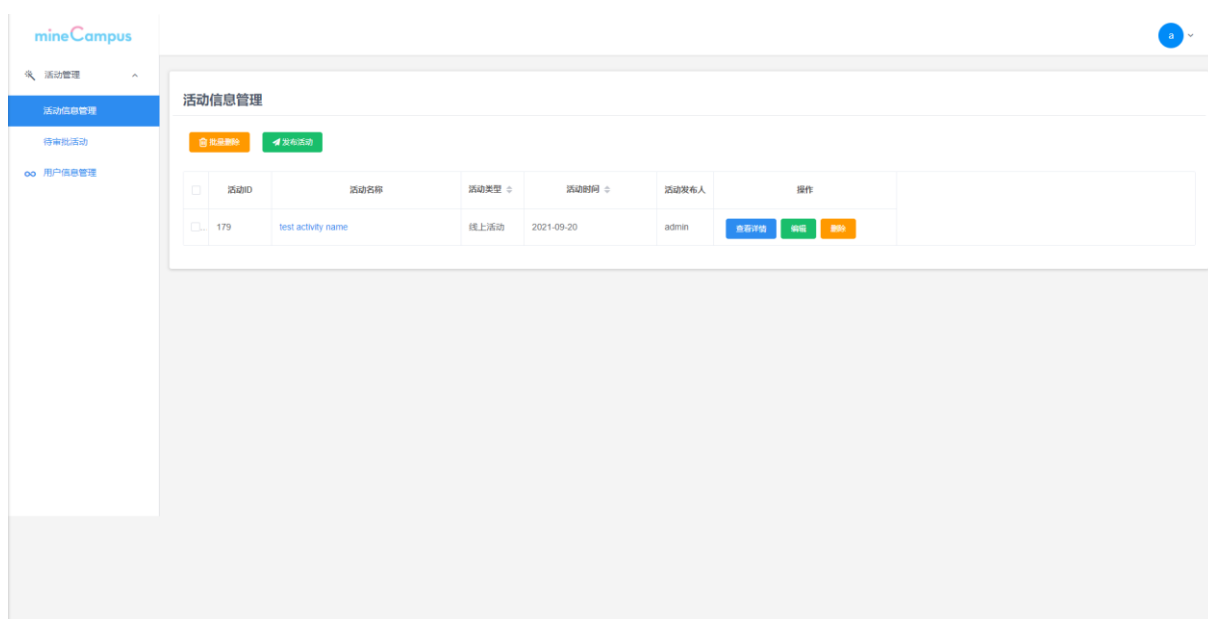 mineCampus
a
活动管理
活动信息管理
待审批活动
用户信息管理
活动信息管理
批量删除 发布活动
活动ID 活动名称 活动类型 活动时间 活动发布人 操作
179 test activity name 线上活动 2021-09-20 admin 查看详情 编辑 删除